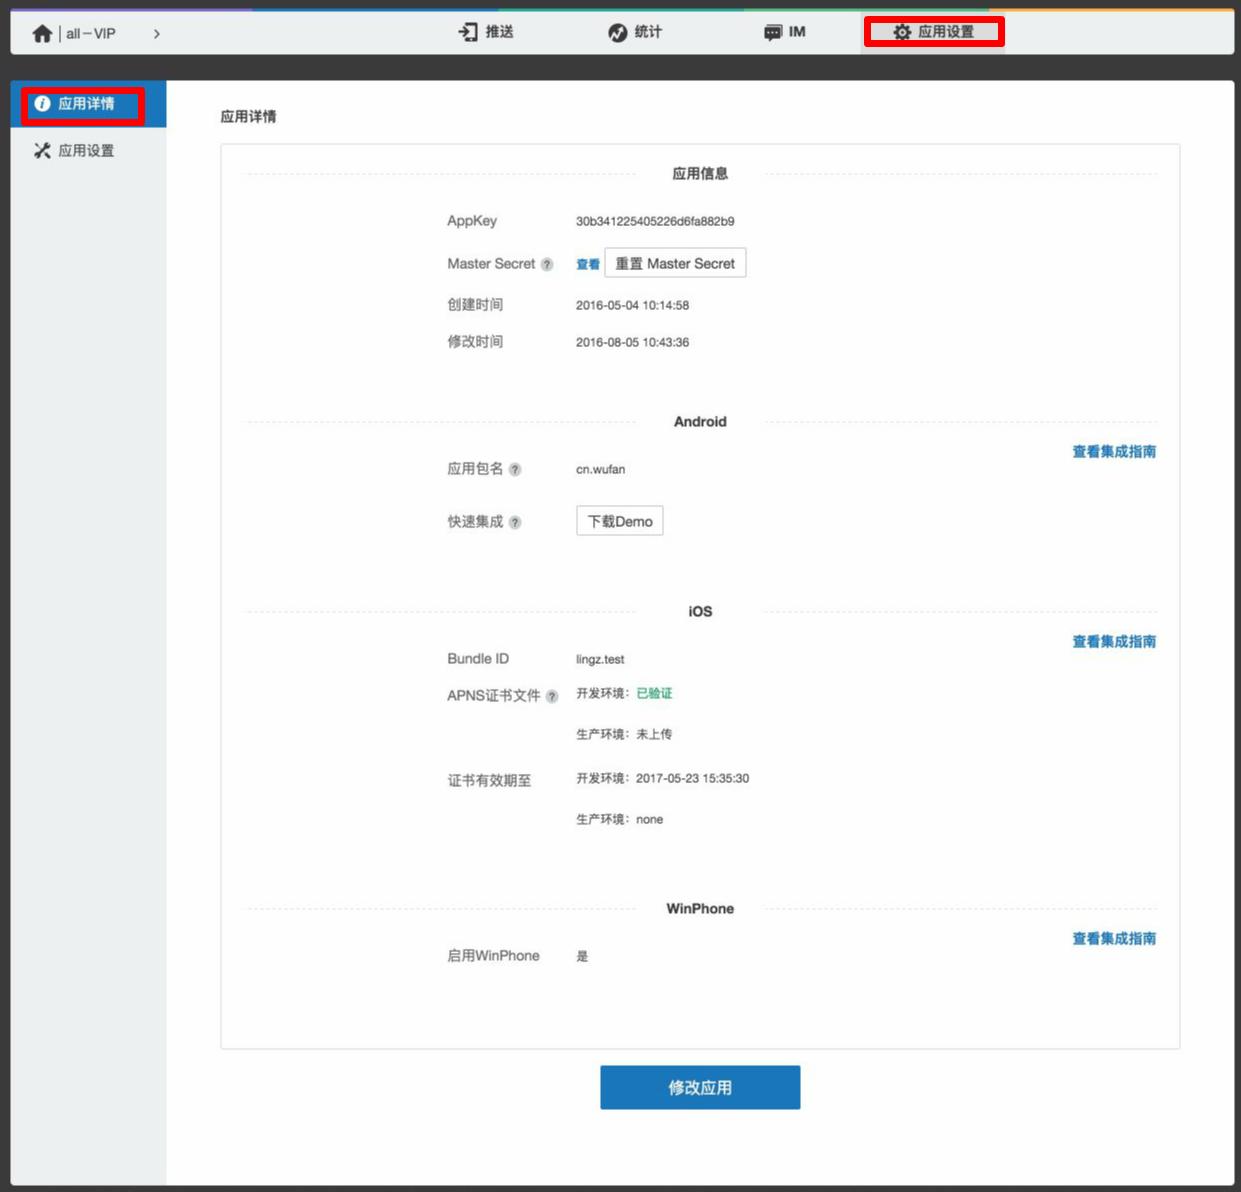 all－VIP
推送
统计
IM
应用设置
应用详情
应用设置
应用详情
应用信息
AppKey 30b341225405226d6fa882b9
Master Secret ? 查看 重置 Master Secret
创建时间 2016-05-04 10:14:58
修改时间 2016-08-05 10:43:36
Android
查看集成指南
应用包名 ? cn.wufan
快速集成 ? 下载Demo
iOS
查看集成指南
Bundle ID lingz.test
APNS证书文件 ? 开发环境：已验证
生产环境：未上传
证书有效期至 开发环境：2017-05-23 15:35:30
生产环境：none
WinPhone
查看集成指南
启用WinPhone 是
修改应用